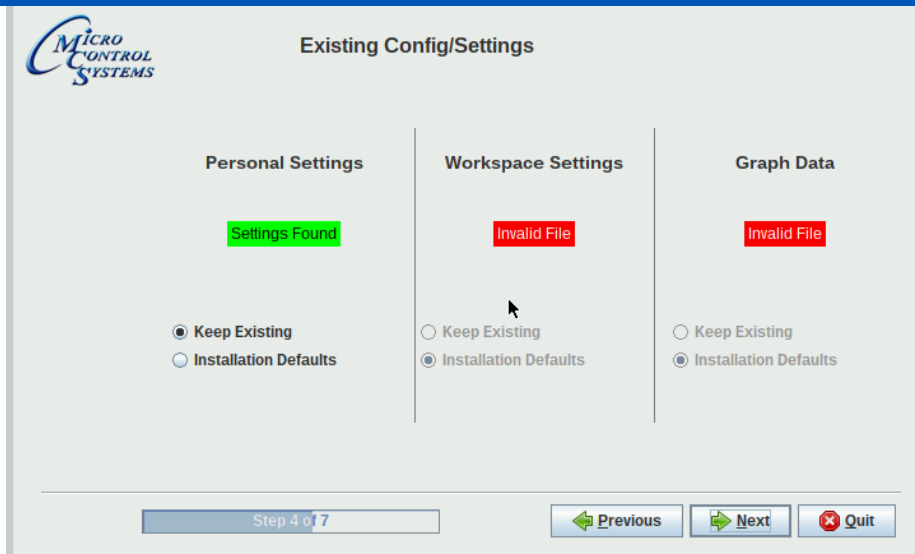 MICRO
CONTROL
SYSTEMS
Existing Config/Settings
Personal Settings
Settings Found
Keep Existing
Installation Defaults
Workspace Settings
Invalid File
Keep Existing
Installation Defaults
Graph Data
Invalid File
Keep Existing
Installation Defaults
Step 4 of 7
Previous
Next
Quit